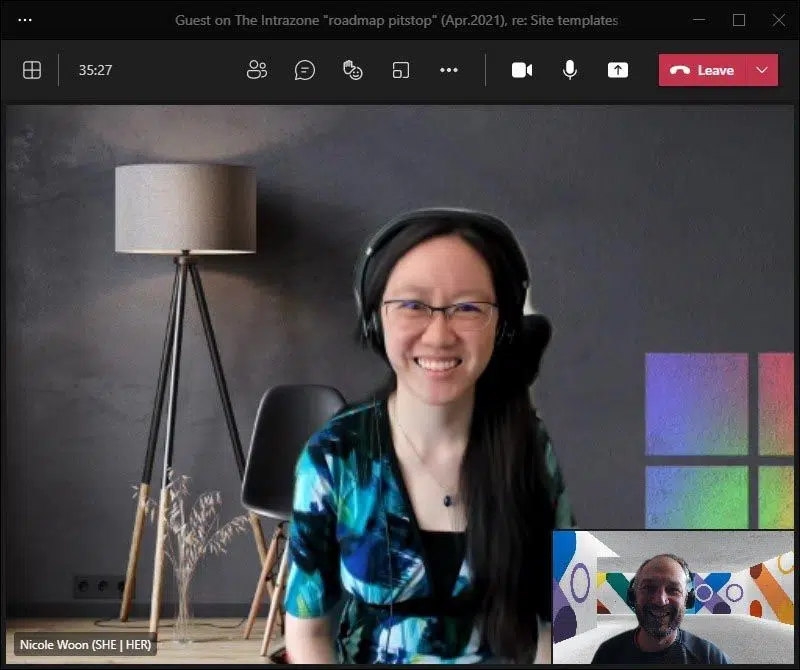 Guest on The Intrazone "roadmap pitstop" (Apr.2021), re: Site templates
35:27
Leave
Nicole Woon (SHE | HER)